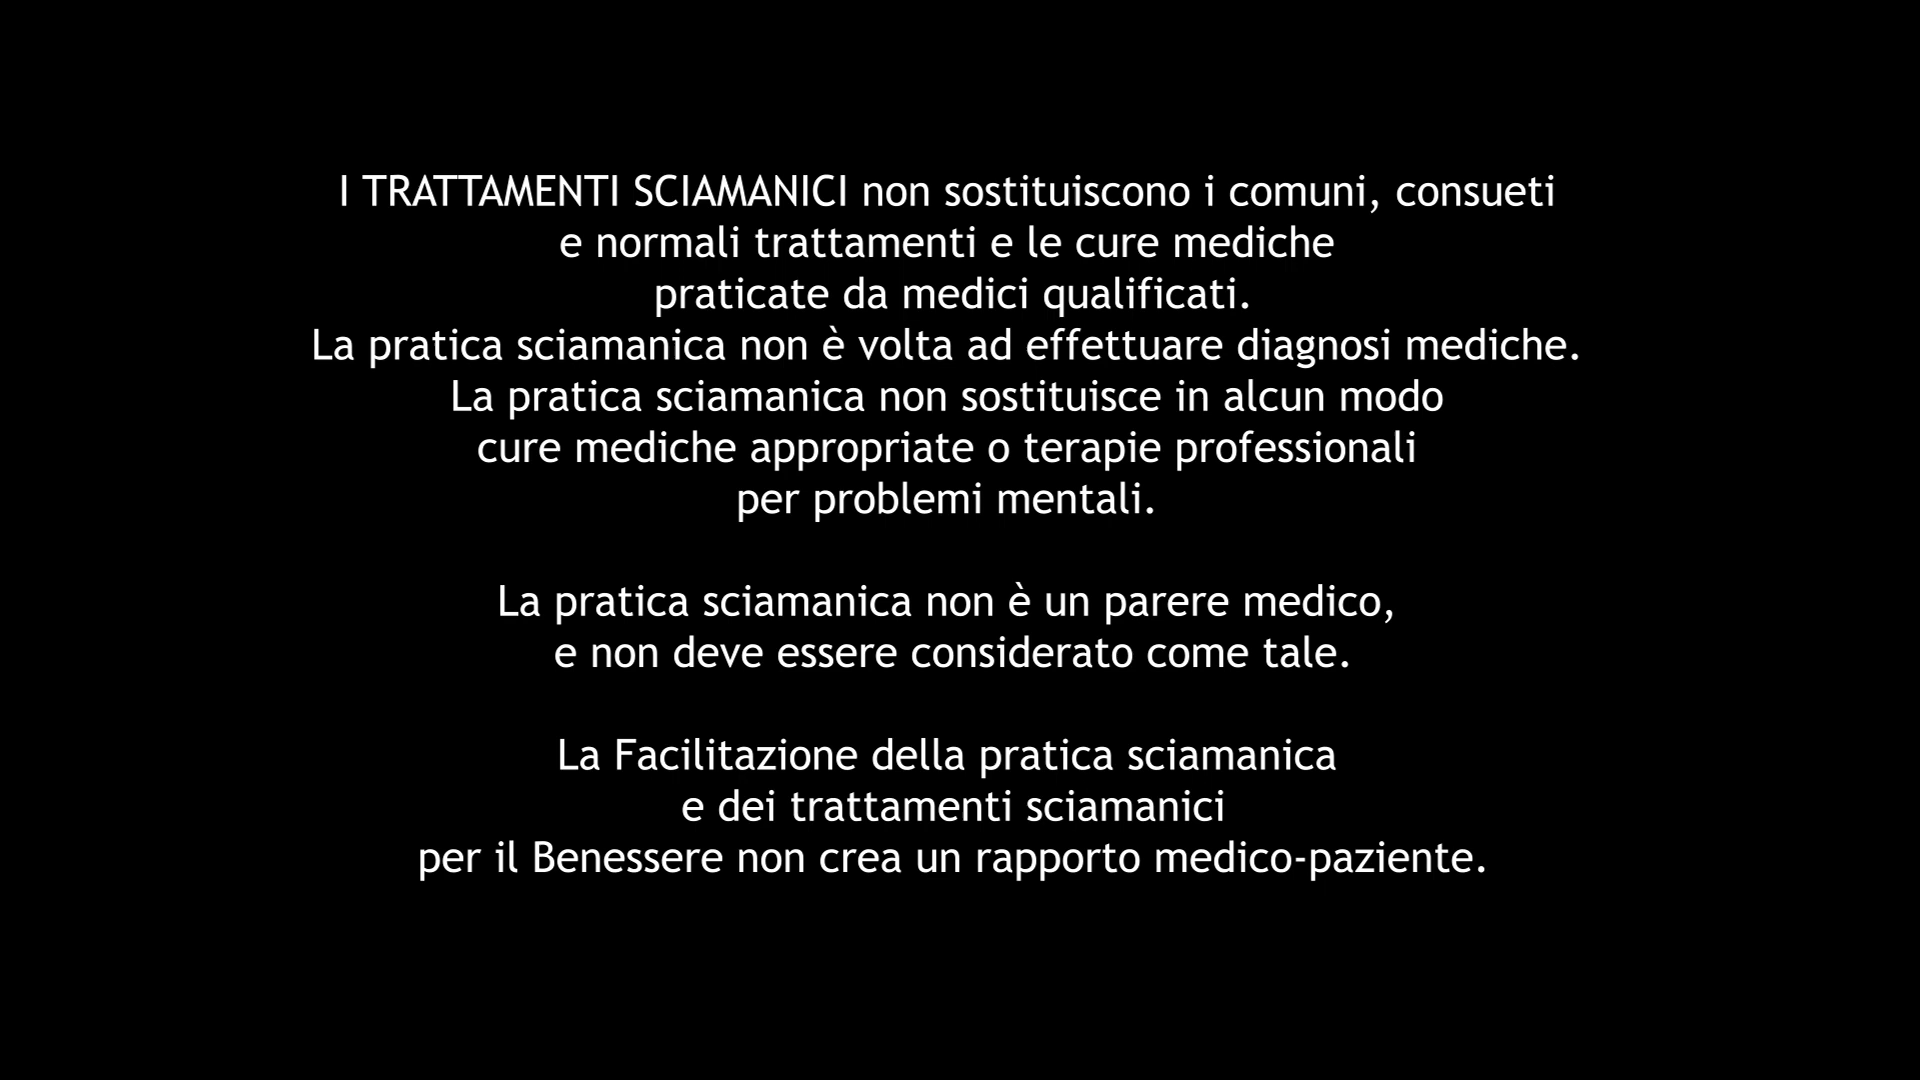 I TRATTAMENTI SCIAMANICI non sostituiscono i comuni, consueti
e normali trattamenti e le cure mediche
praticate da medici qualificati.
La pratica sciamanica non è volta ad effettuare diagnosi mediche.
La pratica sciamanica non sostituisce in alcun modo
cure mediche appropriate o terapie professionali
per problemi mentali.
La pratica sciamanica non è un parere medico,
e non deve essere considerato come tale.
La Facilitazione della pratica sciamanica
e dei trattamenti sciamanici
per il Benessere non crea un rapporto medico-paziente.